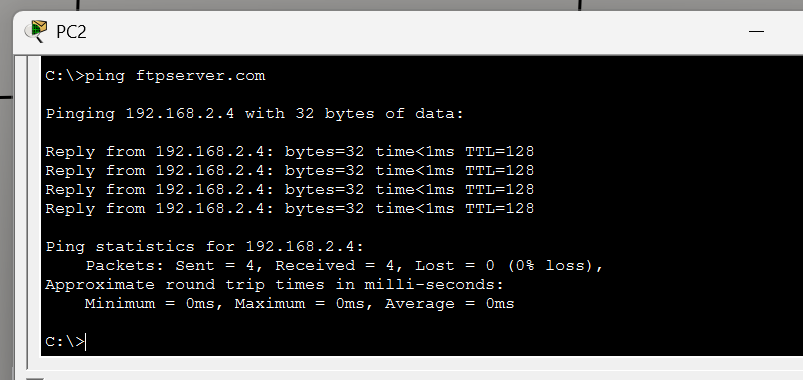 PC2
C:\>ping ftpserver.com
Pinging 192.168.2.4 with 32 bytes of data:
Reply from 192.168.2.4: bytes=32 time<1ms TTL=128
Reply from 192.168.2.4: bytes=32 time<1ms TTL=128
Reply from 192.168.2.4: bytes=32 time<1ms TTL=128
Reply from 192.168.2.4: bytes=32 time<1ms TTL=128
Ping statistics for 192.168.2.4:
    Packets: Sent = 4, Received = 4, Lost = 0 (0% loss),
Approximate round trip times in milli-seconds:
    Minimum = 0ms, Maximum = 0ms, Average = 0ms
C:\>